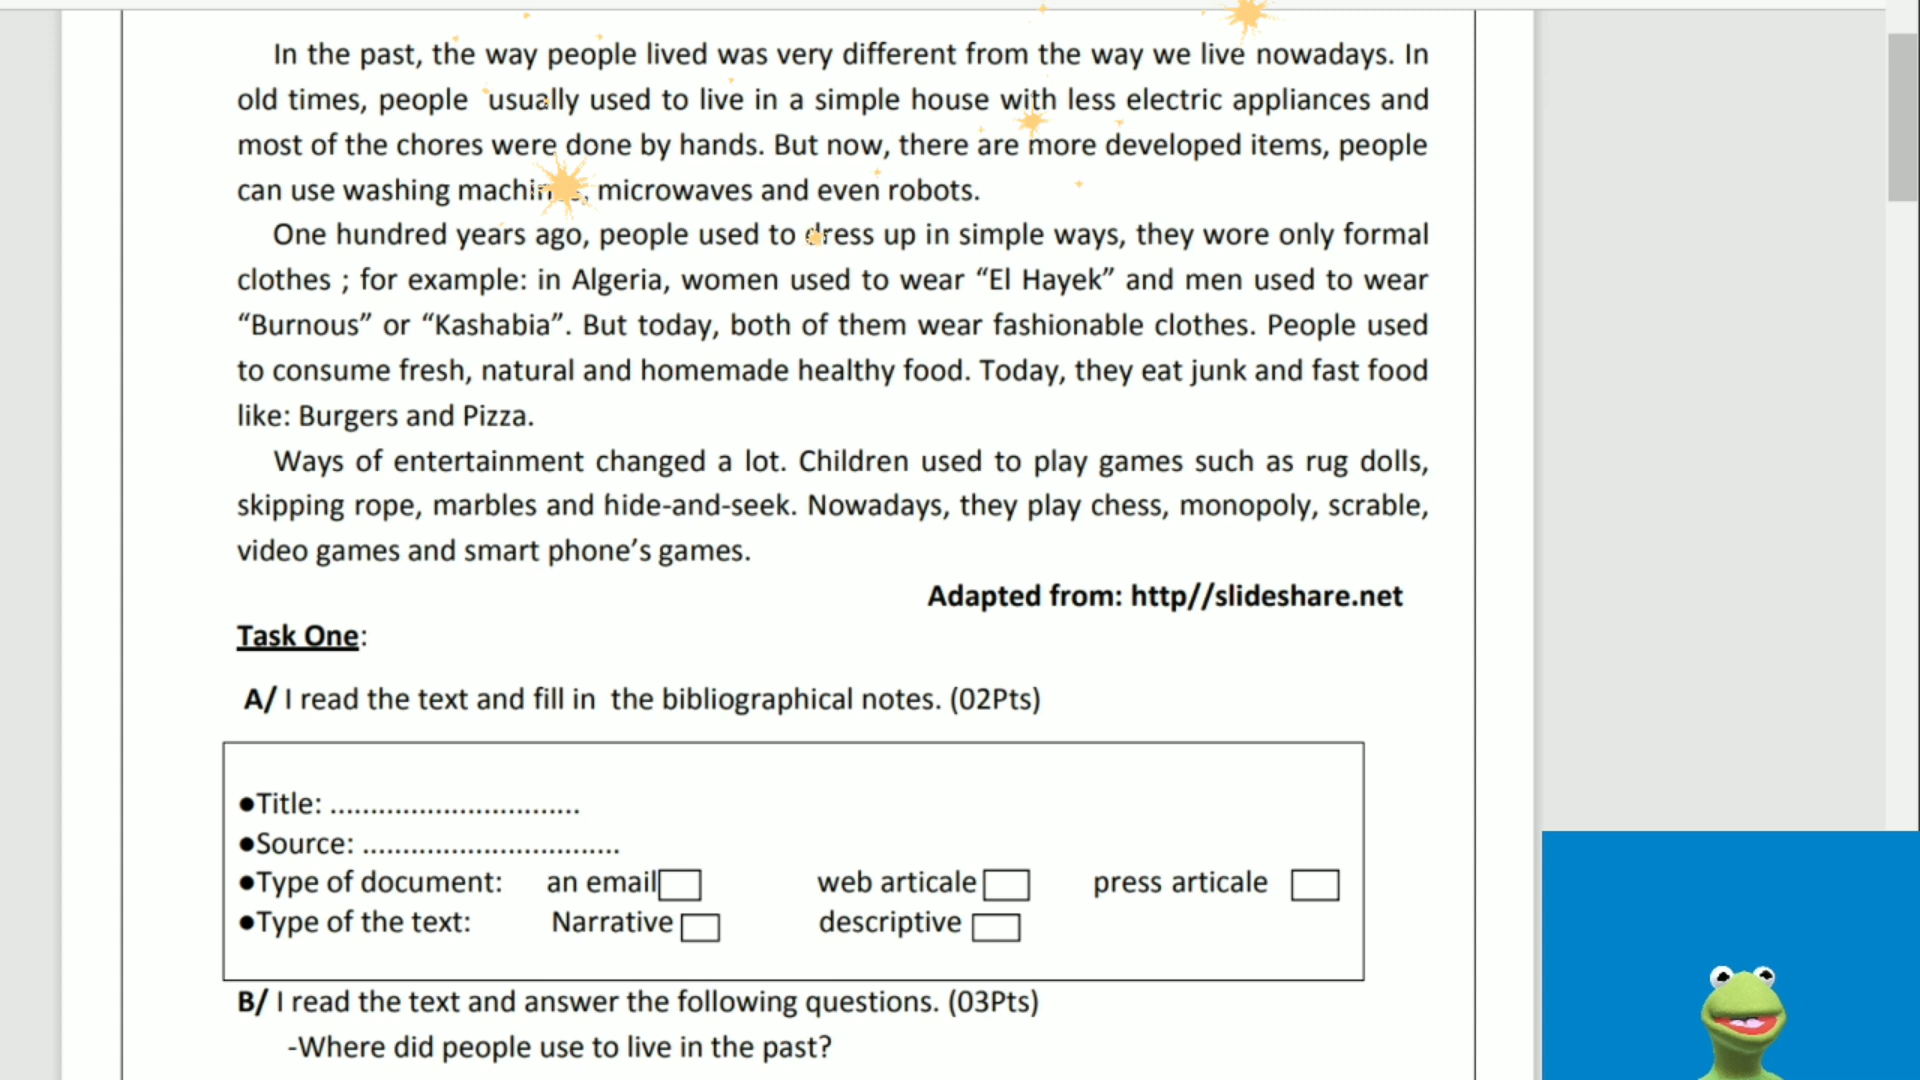 In the past, the way people lived was very different from the way we live nowadays. In
old times, people usually used to live in a simple house with less electric appliances and
most of the chores were done by hands. But now, there are more developed items, people
can use washing machines, microwaves and even robots.
One hundred years ago, people used to dress up in simple ways, they wore only formal
clothes ; for example: in Algeria, women used to wear “El Hayek” and men used to wear
“Burnous” or “Kashabia”. But today, both of them wear fashionable clothes. People used
to consume fresh, natural and homemade healthy food. Today, they eat junk and fast food
like: Burgers and Pizza.
Ways of entertainment changed a lot. Children used to play games such as rug dolls,
skipping rope, marbles and hide-and-seek. Nowadays, they play chess, monopoly, scrable,
video games and smart phone’s games.
Adapted from: http//slideshare.net
Task One:
A/ I read the text and fill in the bibliographical notes. (02Pts)
●Title: ...............................
●Source: ................................
●Type of document: an email web articale press articale
●Type of the text: Narrative descriptive
B/ I read the text and answer the following questions. (03Pts)
-Where did people use to live in the past?